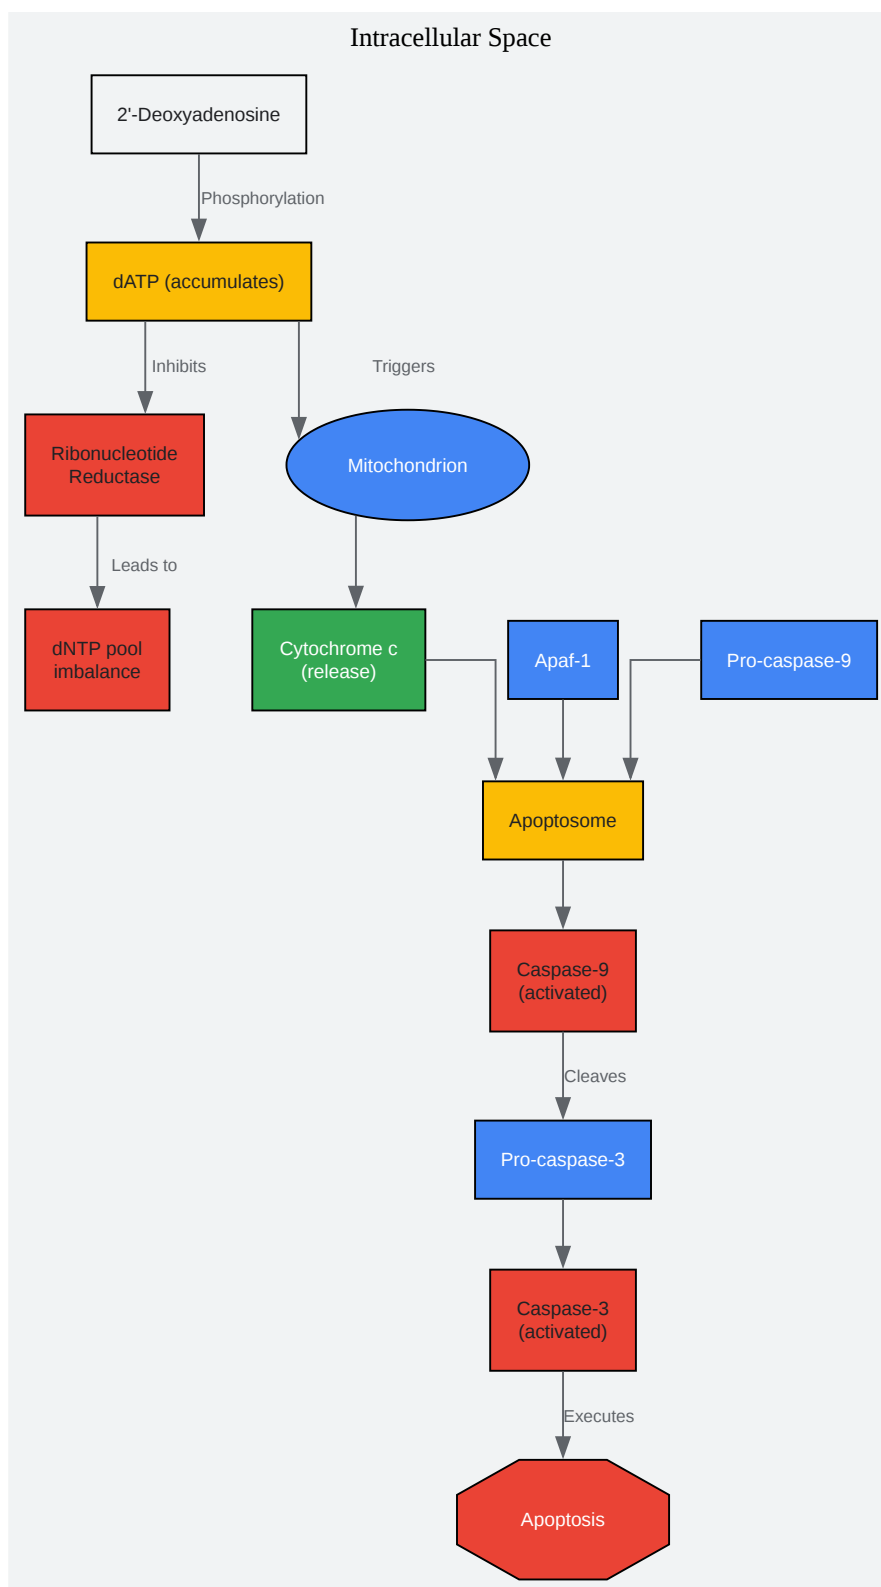 Intracellular Space
2'-Deoxyadenosine
Phosphorylation
dATP (accumulates)
Inhibits
Triggers
Ribonucleotide
Reductase
Mitochondrion
Leads to
dNTP pool
imbalance
Cytochrome c
(release)
Apaf-1
Pro-caspase-9
Apoptosome
Caspase-9
(activated)
Cleaves
Pro-caspase-3
Caspase-3
(activated)
Executes
Apoptosis